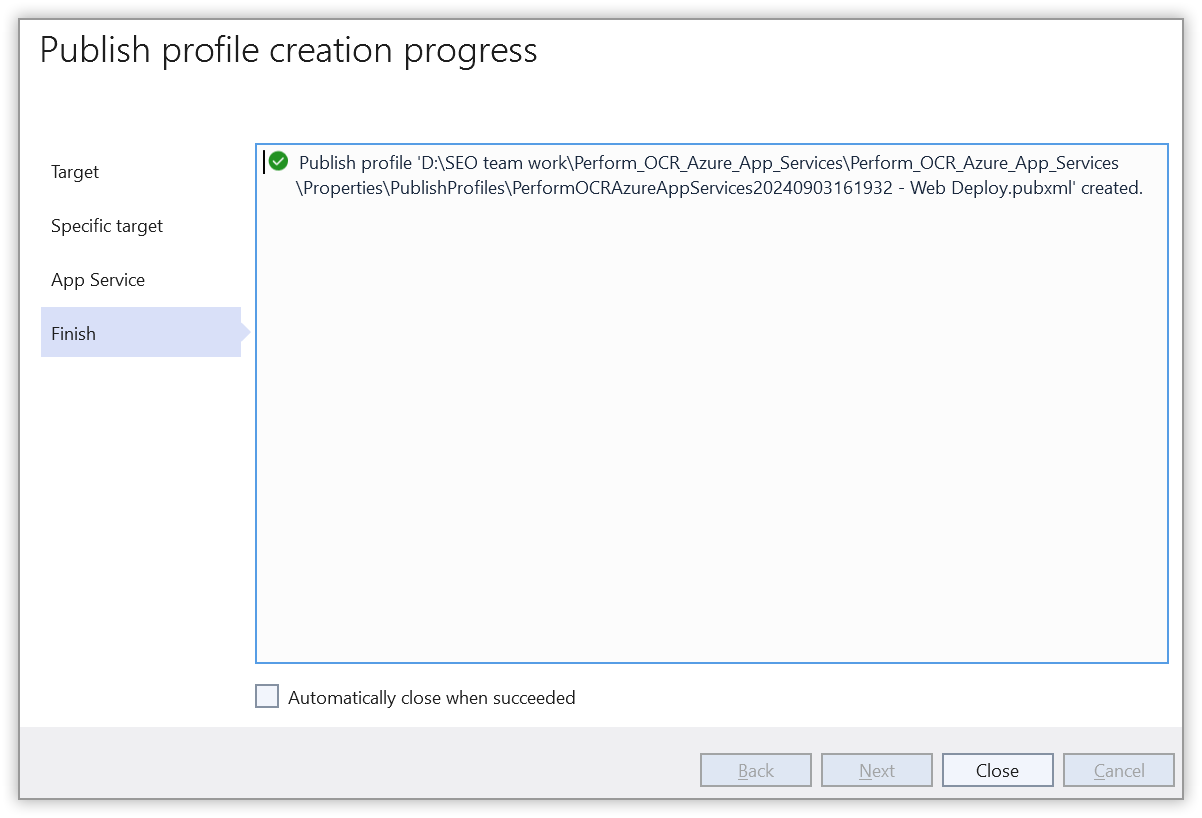 Publish profile creation progress
Target
Specific target
App Service
Finish
Publish profile 'D:\SEO team work\Perform_OCR_Azure_App_Services\Perform_OCR_Azure_App_Services
\Properties\PublishProfiles\PerformOCRAzureAppServices20240903161932 - Web Deploy.pubxml' created.
Automatically close when succeeded
Back
Next
Close
Cancel